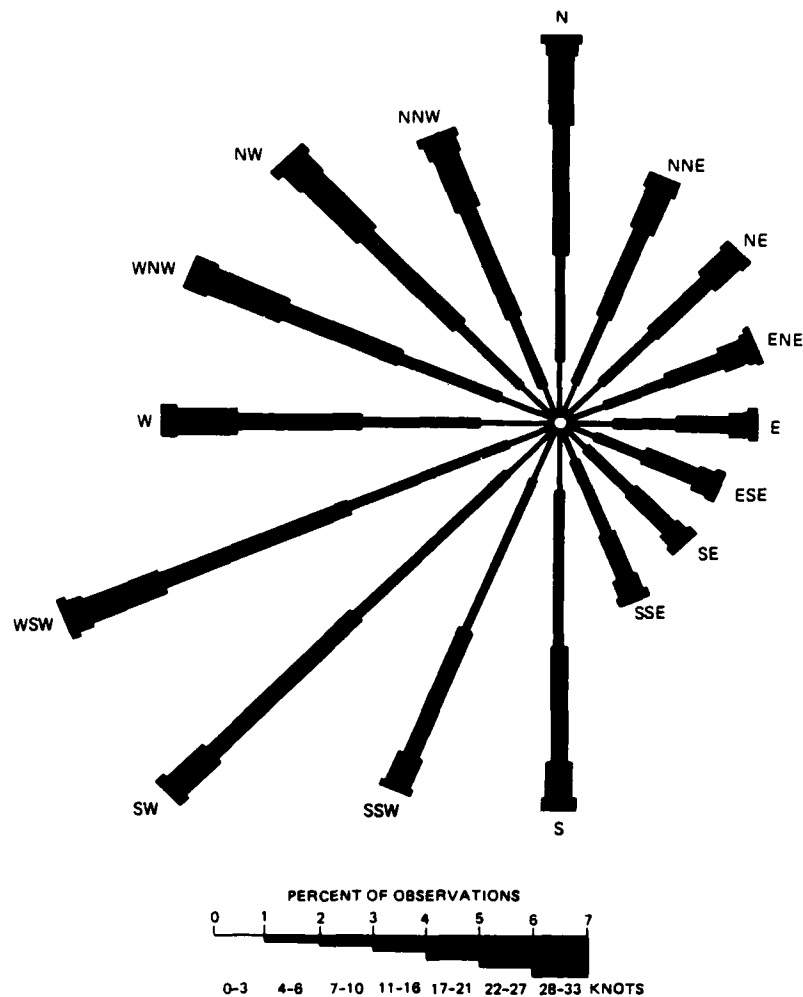 N
NNW
NW
NNE
NE
WNW
ENE
W
E
ESE
SE
WSW
SSE
SW
SSW
S
PERCENT OF OBSERVATIONS
0 1 2 3 4 5 6 7
0-3 4-6 7-10 11-16 17-21 22-27 28-33 KNOTS